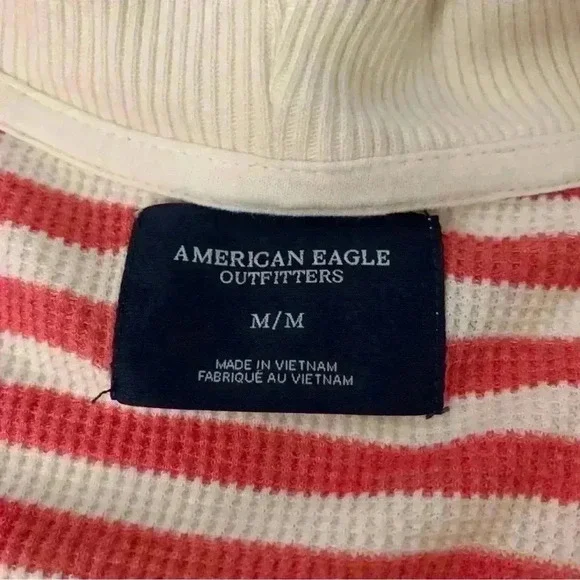 AMERICAN EAGLE
OUTFITTERS
M/M
MADE IN VIETNAM
FABRIQUÉ AU VIETNAM